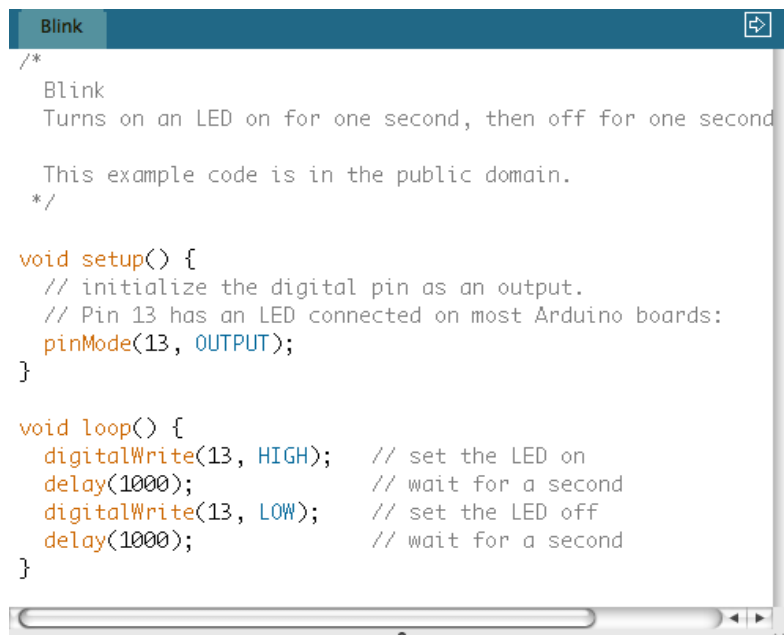 Blink
/*
  Blink
  Turns on an LED on for one second, then off for one second

  This example code is in the public domain.
 */

void setup() {
  // initialize the digital pin as an output.
  // Pin 13 has an LED connected on most Arduino boards:
  pinMode(13, OUTPUT);
}

void loop() {
  digitalWrite(13, HIGH);   // set the LED on
  delay(1000);              // wait for a second
  digitalWrite(13, LOW);    // set the LED off
  delay(1000);              // wait for a second
}